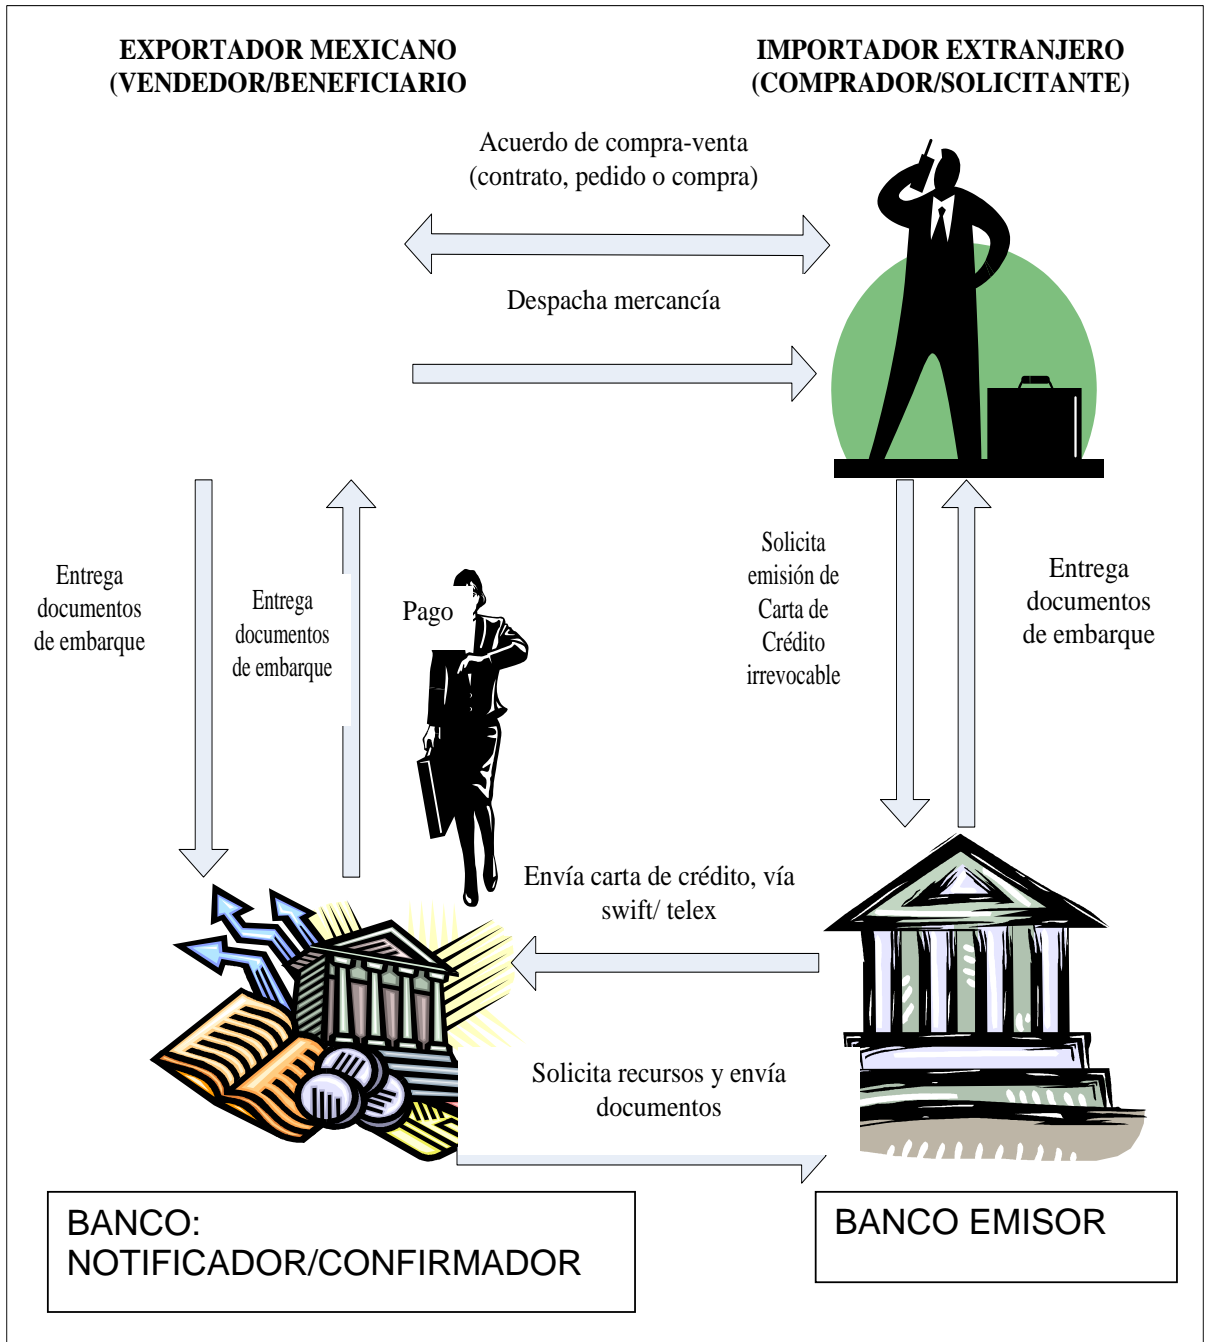 EXPORTADOR MEXICANO
(VENDEDOR/BENEFICIARIO
IMPORTADOR EXTRANJERO
(COMPRADOR/SOLICITANTE)
Acuerdo de compra-venta
(contrato, pedido o compra)
Despacha mercancía
Entrega
documentos
de embarque
Entrega
documentos
de embarque
Pago
Solicita
emisión de
Carta de
Crédito
irrevocable
Entrega
documentos
de embarque
Envía carta de crédito, vía
swift/ telex
Solicita recursos y envía
documentos
BANCO:
NOTIFICADOR/CONFIRMADOR
BANCO EMISOR